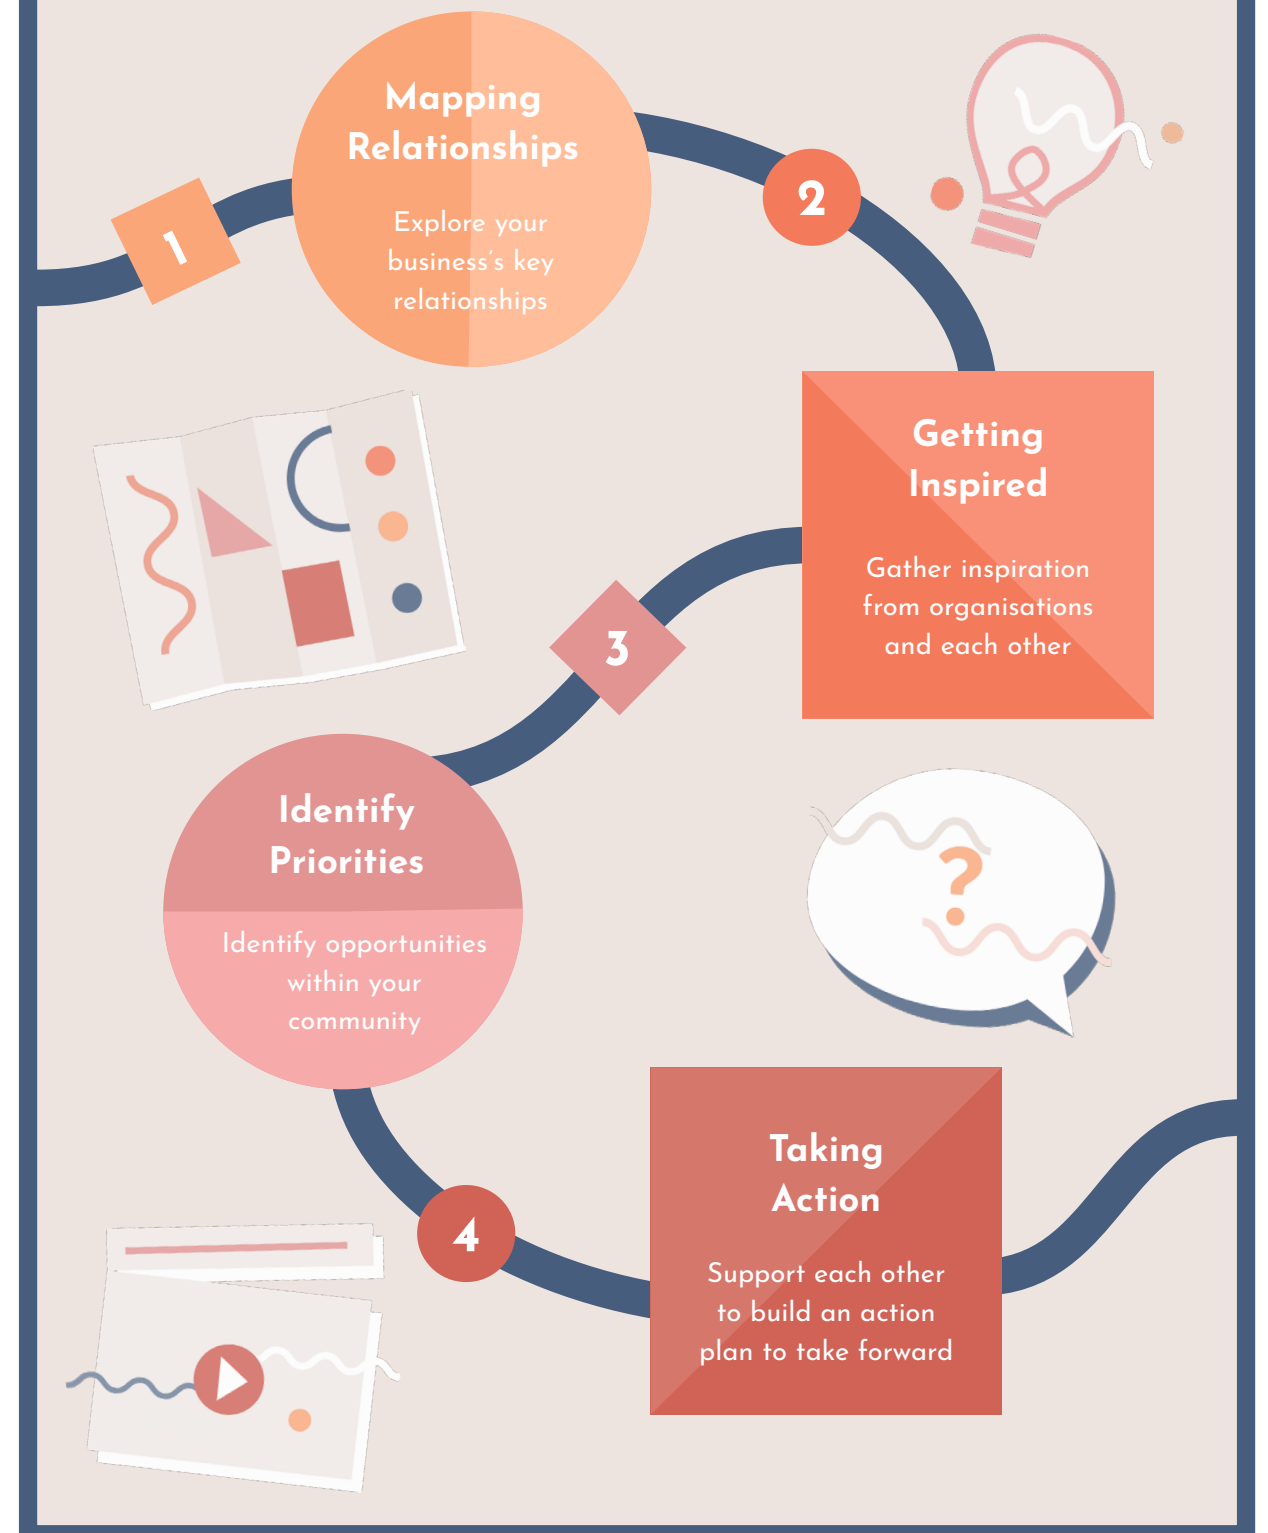 1
Mapping
Relationships
Explore your
business's key
relationships
2
Getting
Inspired
Gather inspiration
from organisations
and each other
3
Identify
Priorities
Identify opportunities
within your
community
?
4
Taking
Action
Support each other
to build an action
plan to take forward